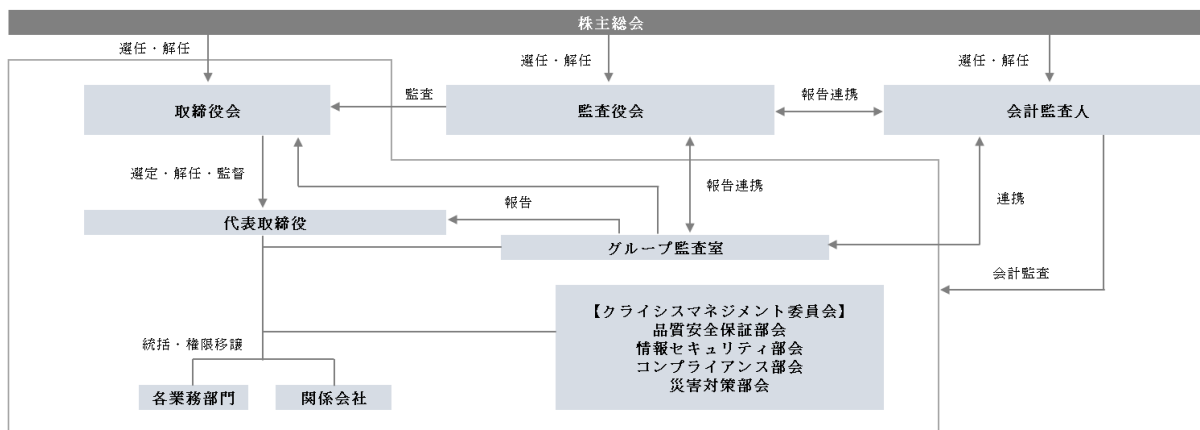 株主総会
選任・解任
選任・解任
選任・解任
取締役会
監査
監査役会
報告連携
会計監査人
選定・解任・監督
報告連携
連携
代表取締役
報告
グループ監査室
会計監査
【クライシスマネジメント委員会】
品質安全保証部会
情報セキュリティ部会
コンプライアンス部会
災害対策部会
統括・権限移譲
各業務部門
関係会社